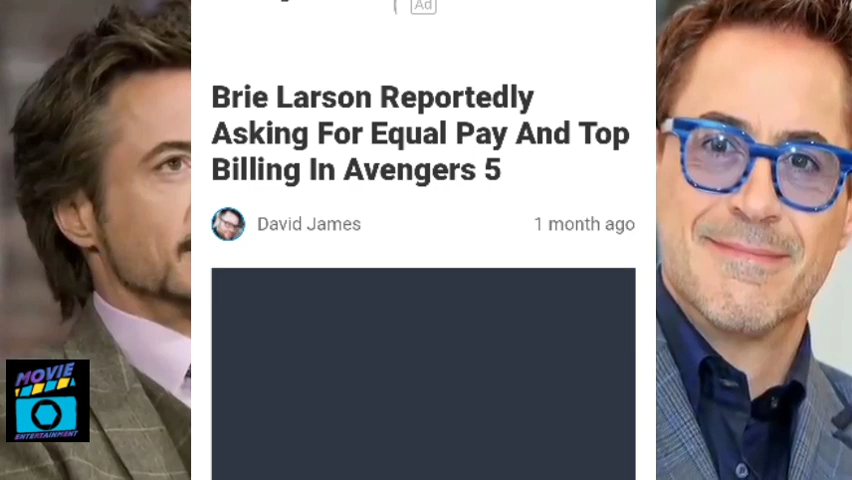 Ad
Brie Larson Reportedly
Asking For Equal Pay And Top
Billing In Avengers 5
David James
1 month ago
MOVIE
ENTERTAINMENT